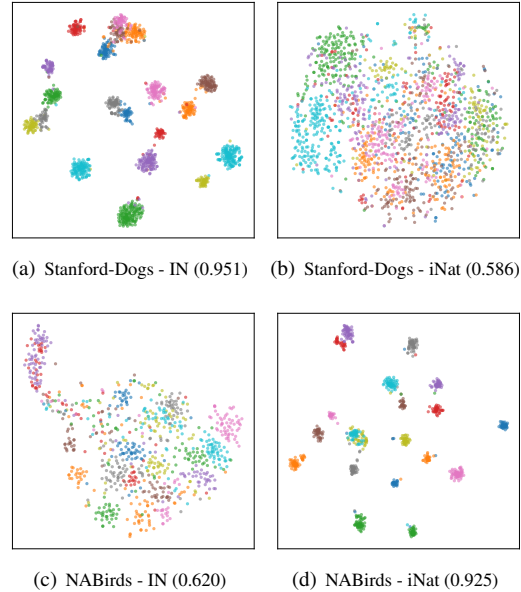 (a) Stanford-Dogs - IN (0.951)
(b) Stanford-Dogs - iNat (0.586)
(c) NABirds - IN (0.620)
(d) NABirds - iNat (0.925)